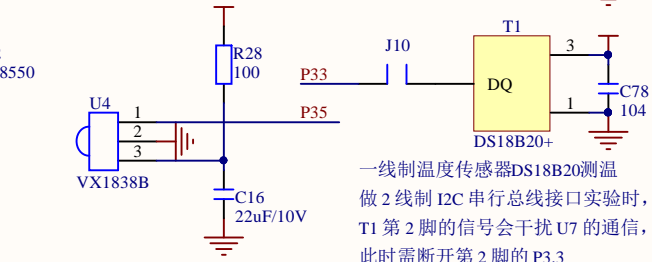 8550
R28
100
J10
T1
3
P33
DQ
C78
104
1
DS18B20+
U4
1
2
3
P35
VX1838B
C16
22uF/10V
一线制温度传感器DS18B20测温
做 2 线制 I2C 串行总线接口实验时,
T1 第 2 脚的信号会干扰 U7 的通信,
此时需断开第 2 脚的 P3.3